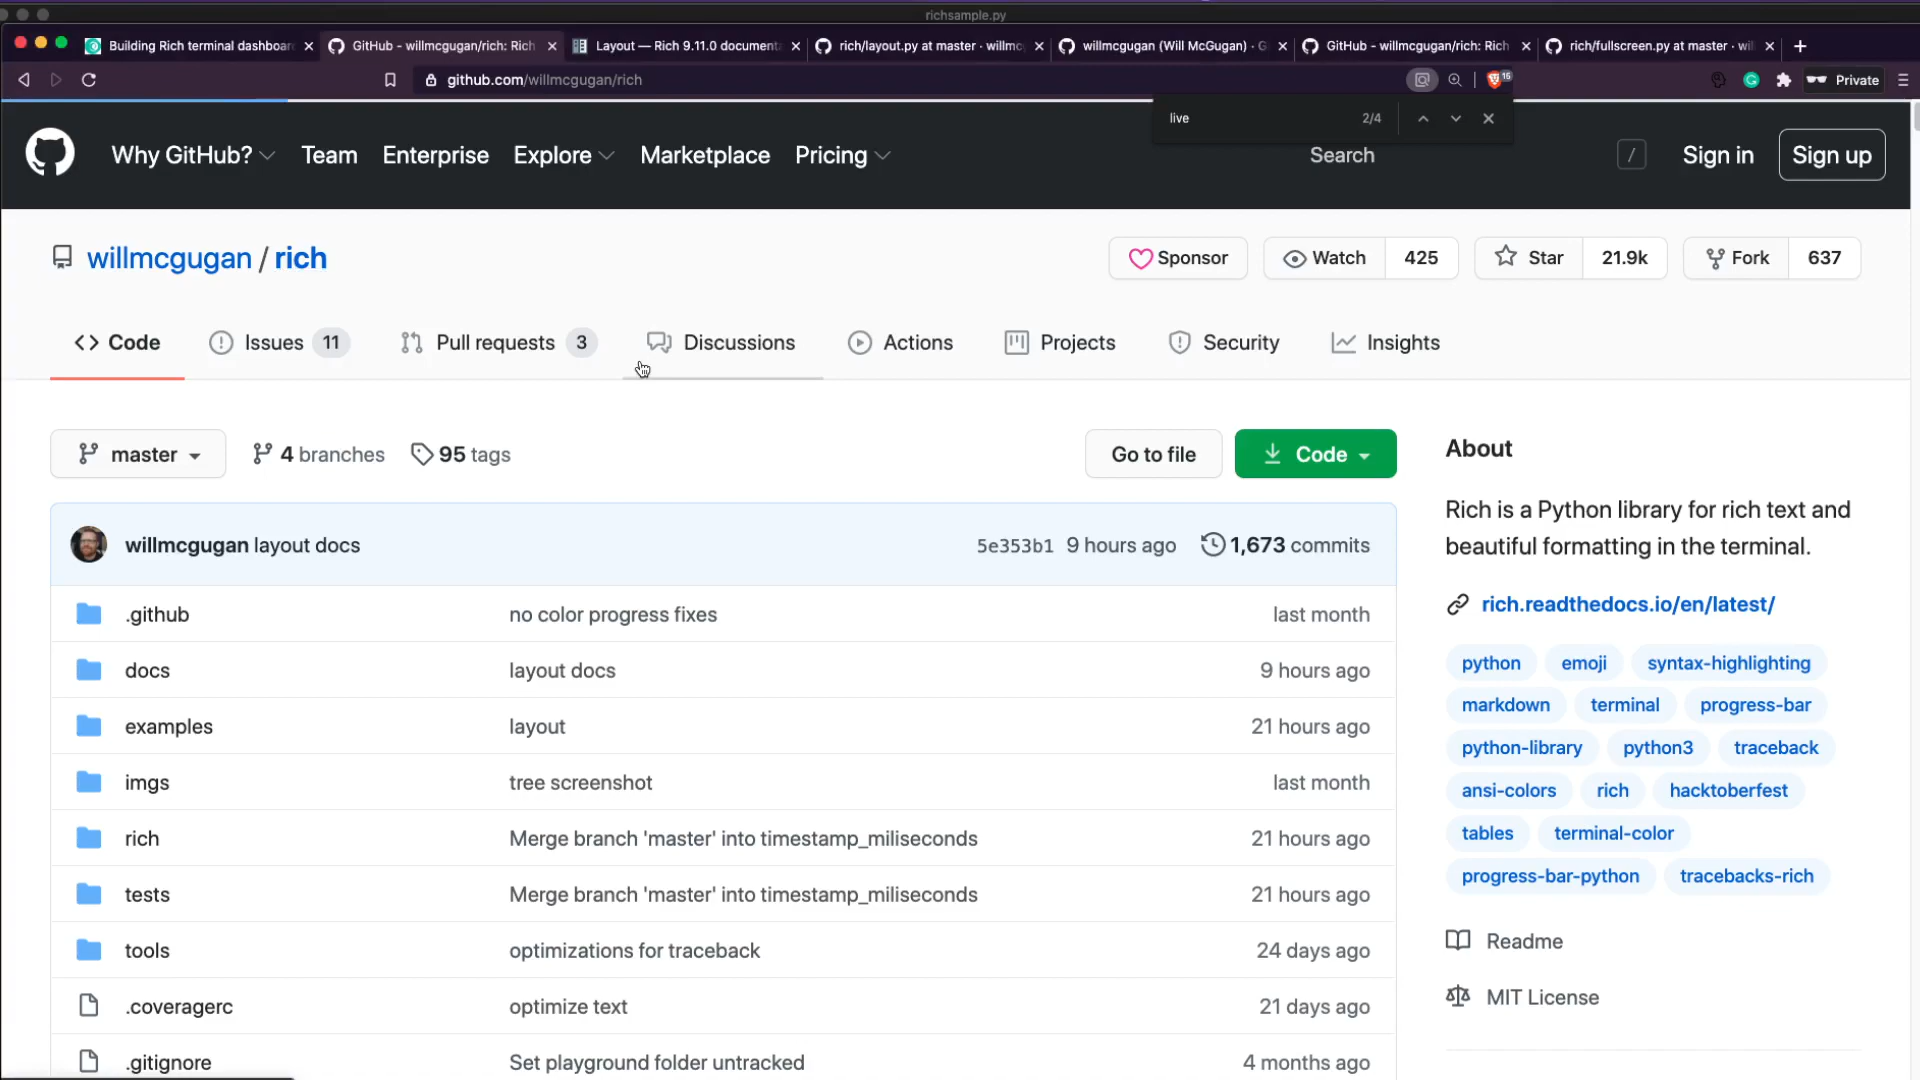 richsample.py
Building Rich terminal dashboar
GitHub - willmcgugan/rich: Rich
Layout — Rich 9.11.0 document
rich/layout.py at master · willmc
willmcgugan (Will McGugan) · G
GitHub - willmcgugan/rich: Rich
rich/fullscreen.py at master · wil
github.com/willmcgugan/rich
16
Private
live
2/4
Why GitHub?
Team
Enterprise
Explore
Marketplace
Pricing
Search
/
Sign in
Sign up
willmcgugan / rich
Sponsor
Watch 425
Star 21.9k
Fork 637
Code
Issues 11
Pull requests 3
Discussions
Actions
Projects
Security
Insights
master
4 branches
95 tags
Go to file
Code
willmcgugan layout docs
5e353b1 9 hours ago
1,673 commits
.github no color progress fixes last month
docs layout docs 9 hours ago
examples layout 21 hours ago
imgs tree screenshot last month
rich Merge branch 'master' into timestamp_miliseconds 21 hours ago
tests Merge branch 'master' into timestamp_miliseconds 21 hours ago
tools optimizations for traceback 24 days ago
.coveragerc optimize text 21 days ago
.gitignore Set playground folder untracked 4 months ago
About
Rich is a Python library for rich text and
beautiful formatting in the terminal.
rich.readthedocs.io/en/latest/
python emoji syntax-highlighting
markdown terminal progress-bar
python-library python3 traceback
ansi-colors rich hacktoberfest
tables terminal-color
progress-bar-python tracebacks-rich
Readme
MIT License